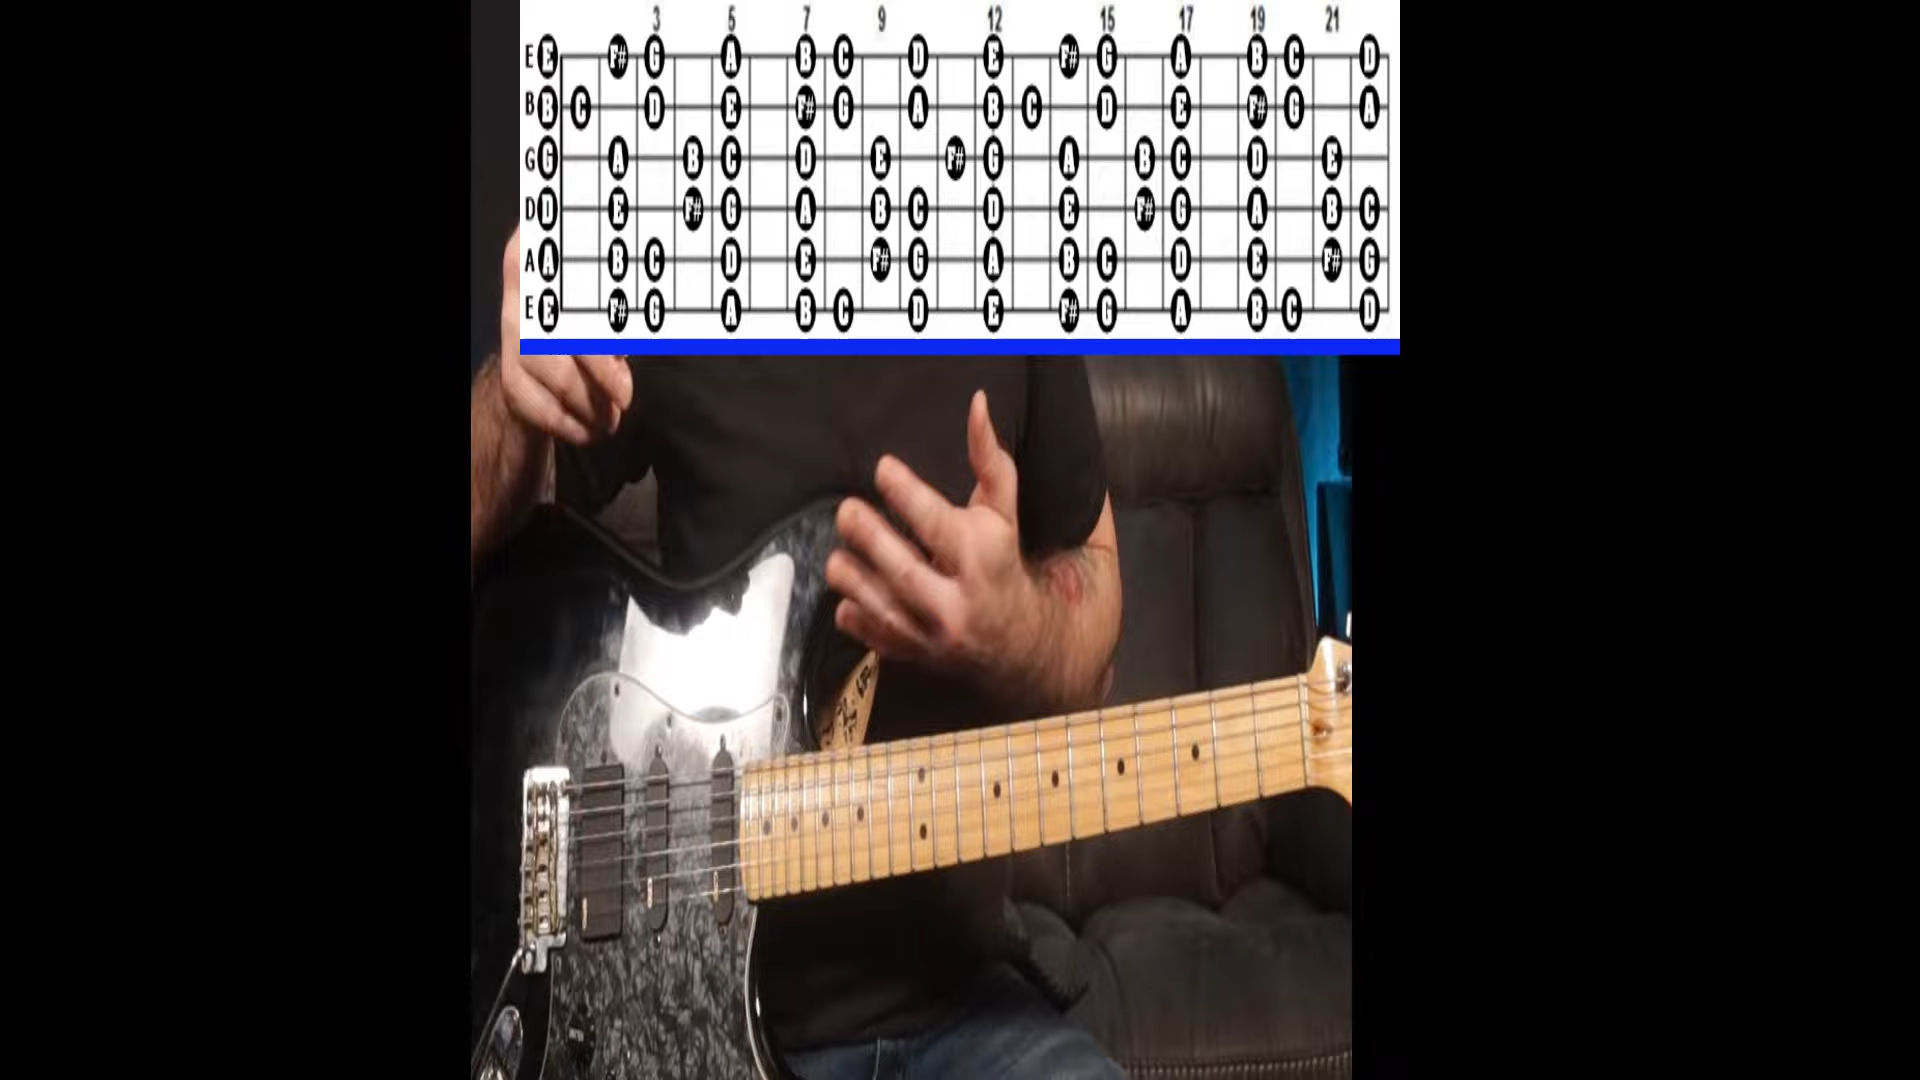 3 5 7 9 12 15 17 19 21
E E F# G A B C D E F# G A B C D
B B C D E F# G A B C D E F# G A
G G A B C D E F# G A B C D E
D D E F# G A B C D E F# G A B C
A A B C D E F# G A B C D E F# G
E E F# G A B C D E F# G A B C D